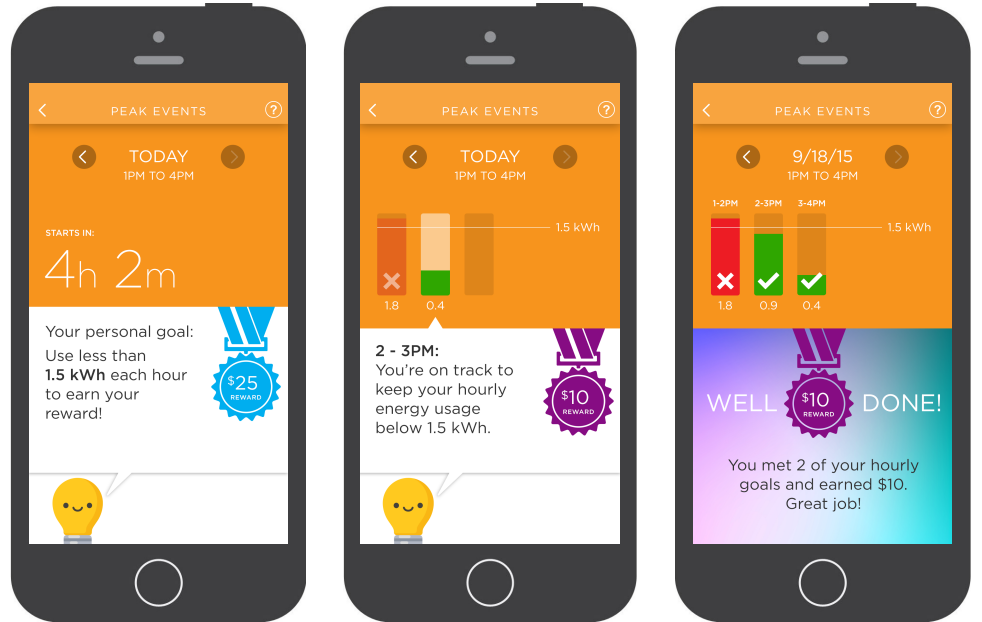 PEAK EVENTS
?
TODAY
1PM TO 4PM
STARTS IN:
4h 2m
Your personal goal:
Use less than
1.5 kWh each hour
to earn your
reward!
$25
REWARD
PEAK EVENTS
?
TODAY
1PM TO 4PM
1.5 kWh
1.8 0.4
2 - 3PM:
You're on track to
keep your hourly
energy usage
below 1.5 kWh.
$10
REWARD
PEAK EVENTS
?
9/18/15
1PM TO 4PM
1-2PM 2-3PM 3-4PM
1.5 kWh
1.8 0.9 0.4
WELL $10 DONE!
REWARD
You met 2 of your hourly
goals and earned $10.
Great job!